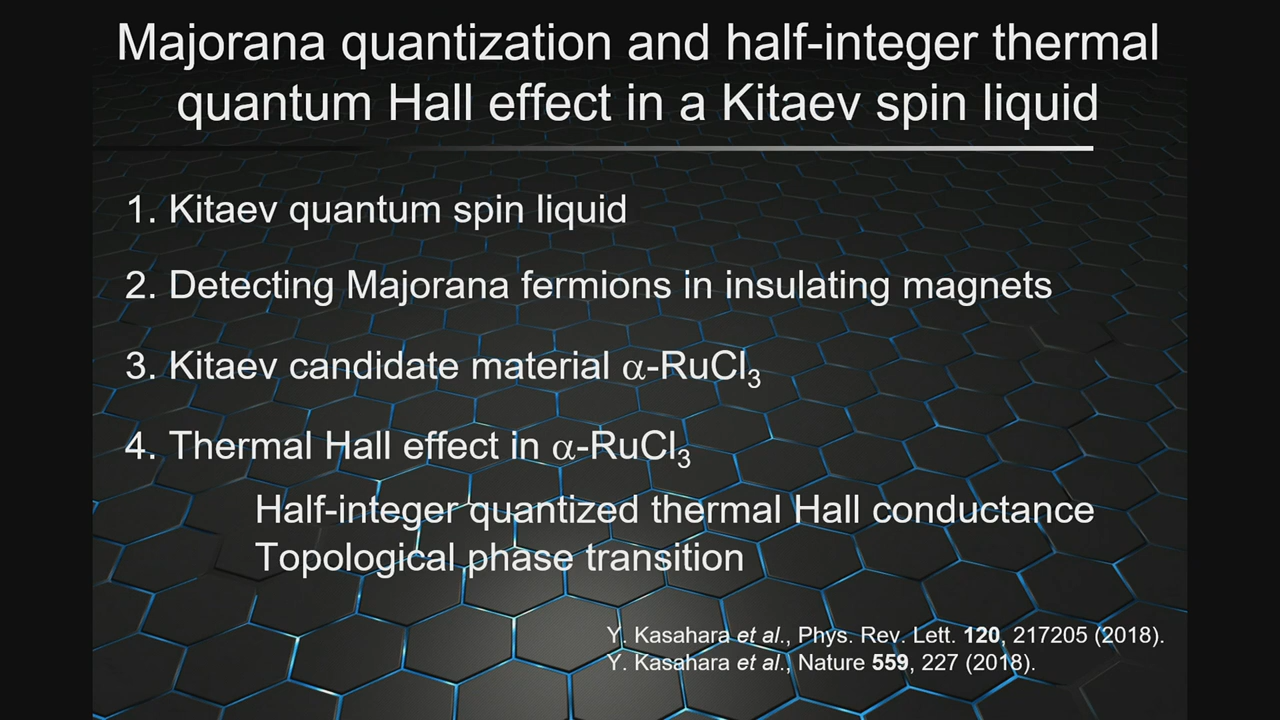 Majorana quantization and half-integer thermal
quantum Hall effect in a Kitaev spin liquid
1. Kitaev quantum spin liquid
2. Detecting Majorana fermions in insulating magnets
3. Kitaev candidate material α-RuCl₃
4. Thermal Hall effect in α-RuCl₃
Half-integer quantized thermal Hall conductance
Topological phase transition
Y. Kasahara et al., Phys. Rev. Lett. 120, 217205 (2018).
Y. Kasahara et al., Nature 559, 227 (2018).